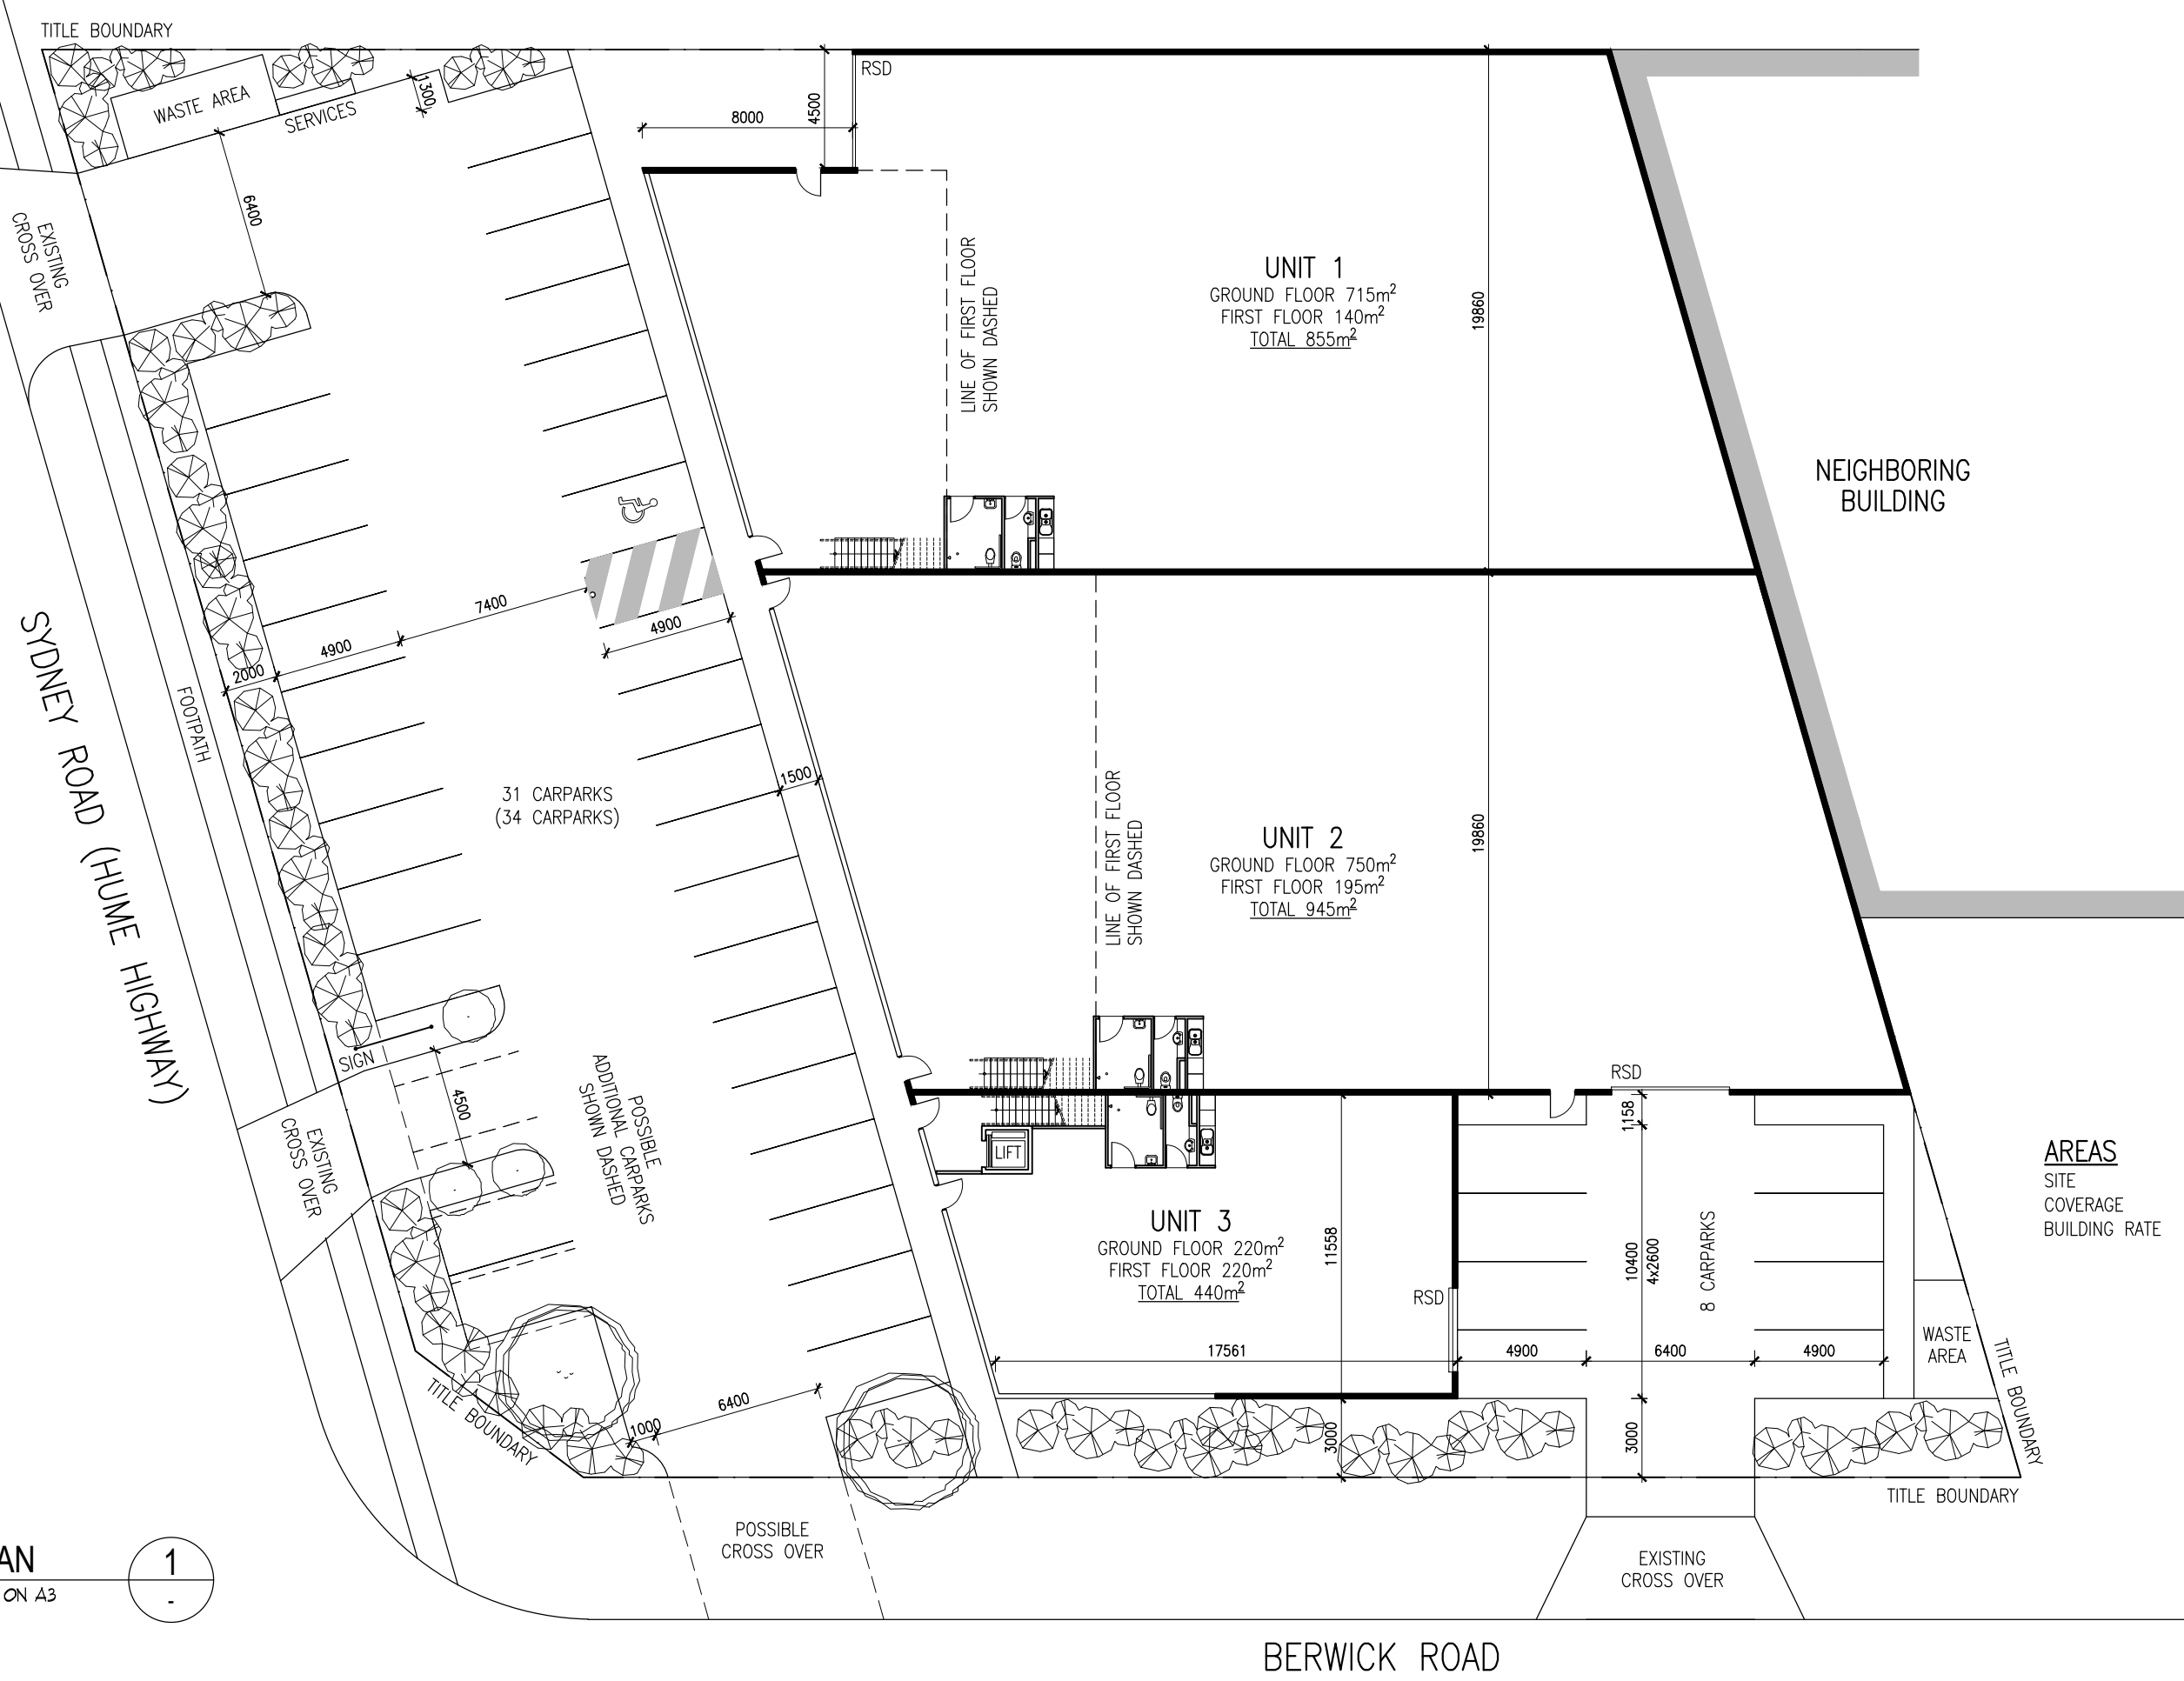 TITLE BOUNDARY
WASTE AREA
SERVICES
1300
RSD
8000
4500
6400
EXISTING
CROSS OVER
LINE OF FIRST FLOOR
SHOWN DASHED
UNIT 1
GROUND FLOOR 715m²
FIRST FLOOR 140m²
TOTAL 855m²
19860
NEIGHBORING
BUILDING
7400
4900
4900
2000
FOOTPATH
SYDNEY ROAD (HUME HIGHWAY)
31 CARPARKS
(34 CARPARKS)
1500
LINE OF FIRST FLOOR
SHOWN DASHED
UNIT 2
GROUND FLOOR 750m²
FIRST FLOOR 195m²
TOTAL 945m²
19860
SIGN
4500
EXISTING
CROSS OVER
POSSIBLE
ADDITIONAL CARPARKS
SHOWN DASHED
LIFT
RSD
1158
UNIT 3
GROUND FLOOR 220m²
FIRST FLOOR 220m²
TOTAL 440m²
11558
RSD
10400
4x2600
8 CARPARKS
AREAS
SITE
COVERAGE
BUILDING RATE
17561
4900
6400
4900
WASTE
AREA
TITLE BOUNDARY
TITLE BOUNDARY
1000
6400
3000
3000
TITLE BOUNDARY
POSSIBLE
CROSS OVER
EXISTING
CROSS OVER
AN
ON A3
1
-
BERWICK ROAD